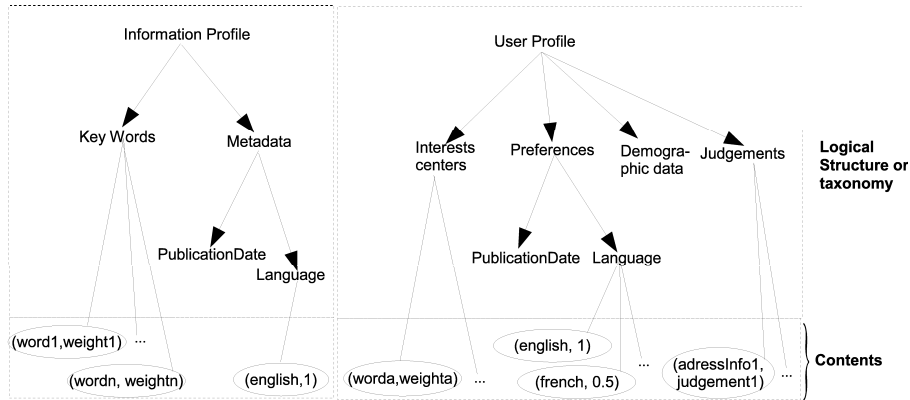 Information Profile
Key Words
Metadata
PublicationDate
Language
(word1,weight1)
...
(wordn, weightn)
(english,1)
User Profile
Interests
centers
Preferences
Demogra-
phic data
Judgements
PublicationDate
Language
(worda,weighta)
...
(english, 1)
(french, 0.5)
...
(adressInfo1,
judgement1)
...
Logical
Structure or
taxonomy
Contents